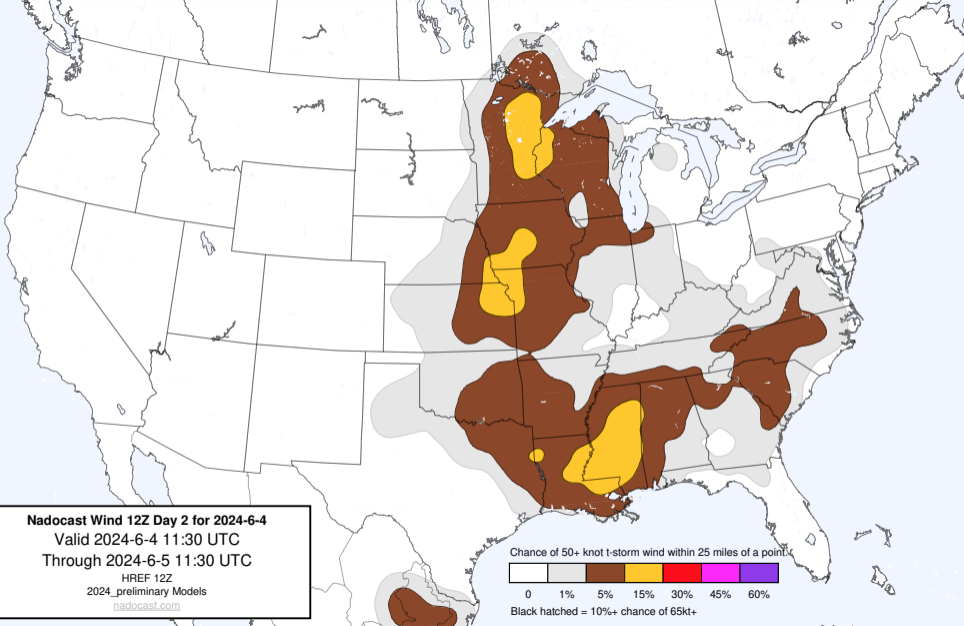 Nadocast Wind 12Z Day 2 for 2024-6-4
Valid 2024-6-4 11:30 UTC
Through 2024-6-5 11:30 UTC
HREF 12Z
2024_preliminary Models
nadocast.com
Chance of 50+ knot t-storm wind within 25 miles of a point.
0 1% 5% 15% 30% 45% 60%
Black hatched = 10%+ chance of 65kt+